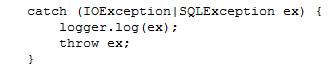 catch (IOException|SQLException ex) {
    logger.log(ex);
    throw ex;
}